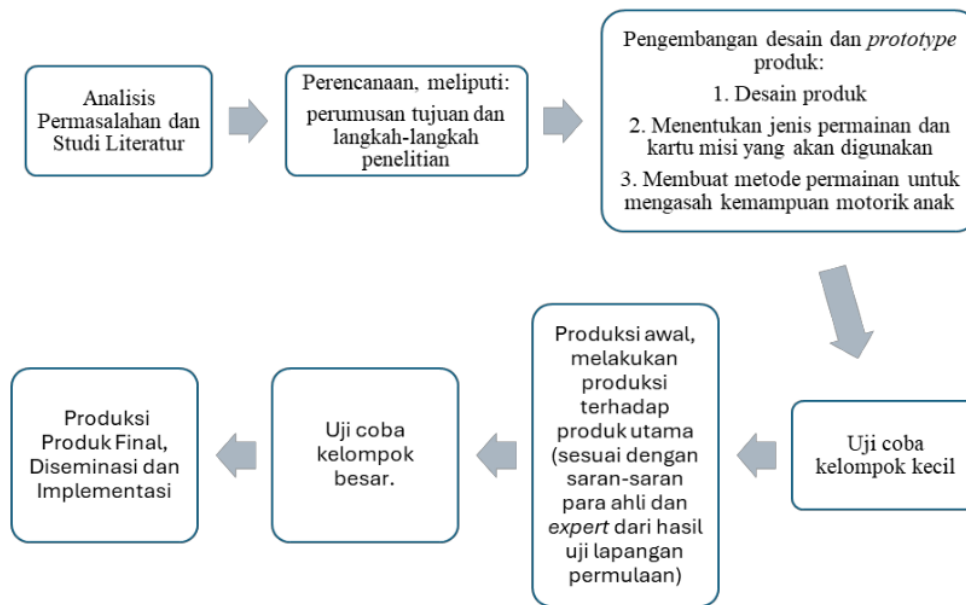 Analisis
Permasalahan dan
Studi Literatur
Perencanaan, meliputi:
perumusan tujuan dan
langkah-langkah
penelitian
Pengembangan desain dan prototype
produk:
1. Desain produk
2. Menentukan jenis permainan dan
kartu misi yang akan digunakan
3. Membuat metode permainan untuk
mengasah kemampuan motorik anak
Uji coba
kelompok kecil
Produksi awal,
melakukan
produksi
terhadap
produk utama
(sesuai dengan
saran-saran
para ahli dan
expert dari hasil
uji lapangan
permulaan)
Uji coba
kelompok
besar.
Produksi
Produk Final,
Diseminasi dan
Implementasi